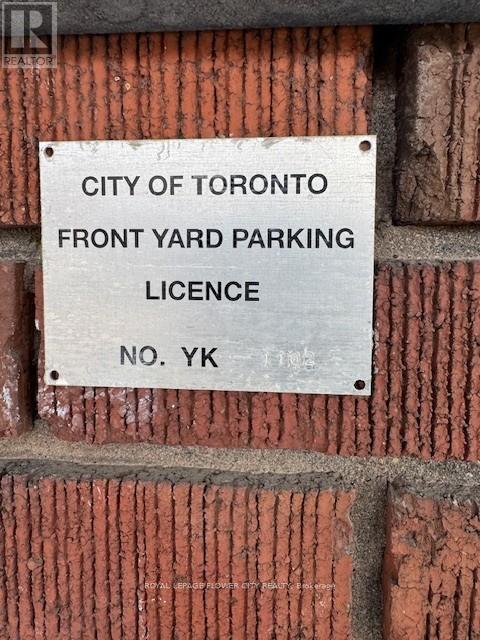 REALTOR
CITY OF TORONTO
FRONT YARD PARKING
LICENCE
NO. YK
ROYAL LEPAGE FLOWER CITY REALTY, Brokerage